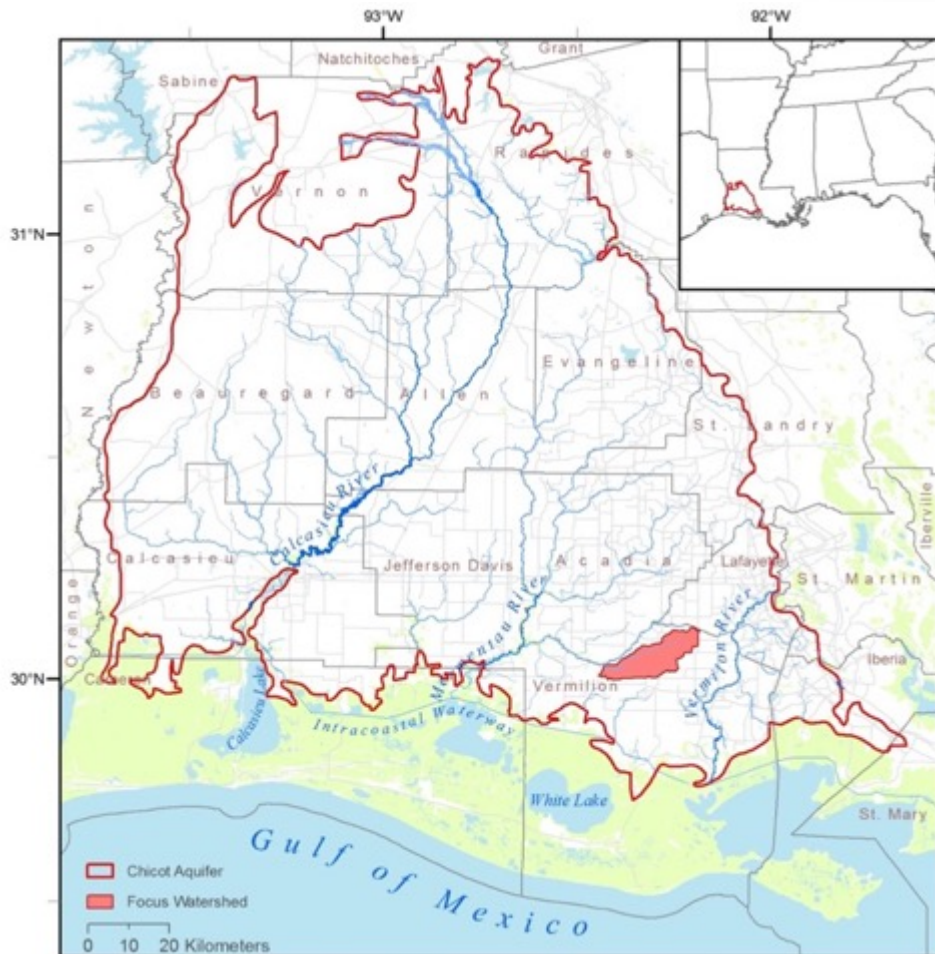 93°W
92°W
Natchitoches
Grant
Sabine
Rapides
Vernon
31°N
Newton
Evangeline
Beauregard
Allen
St. Landry
Calcasieu River
Iberville
Calcasieu
Jefferson Davis
Acadia
Lafayette
St. Martin
Orange
Mermentau River
Vermilion River
Iberia
30°N
Cameron
Vermilion
Calcasieu Lake
Intracoastal Waterway
White Lake
St. Mary
Gulf of Mexico
Chicot Aquifer
Focus Watershed
0 10 20 Kilometers